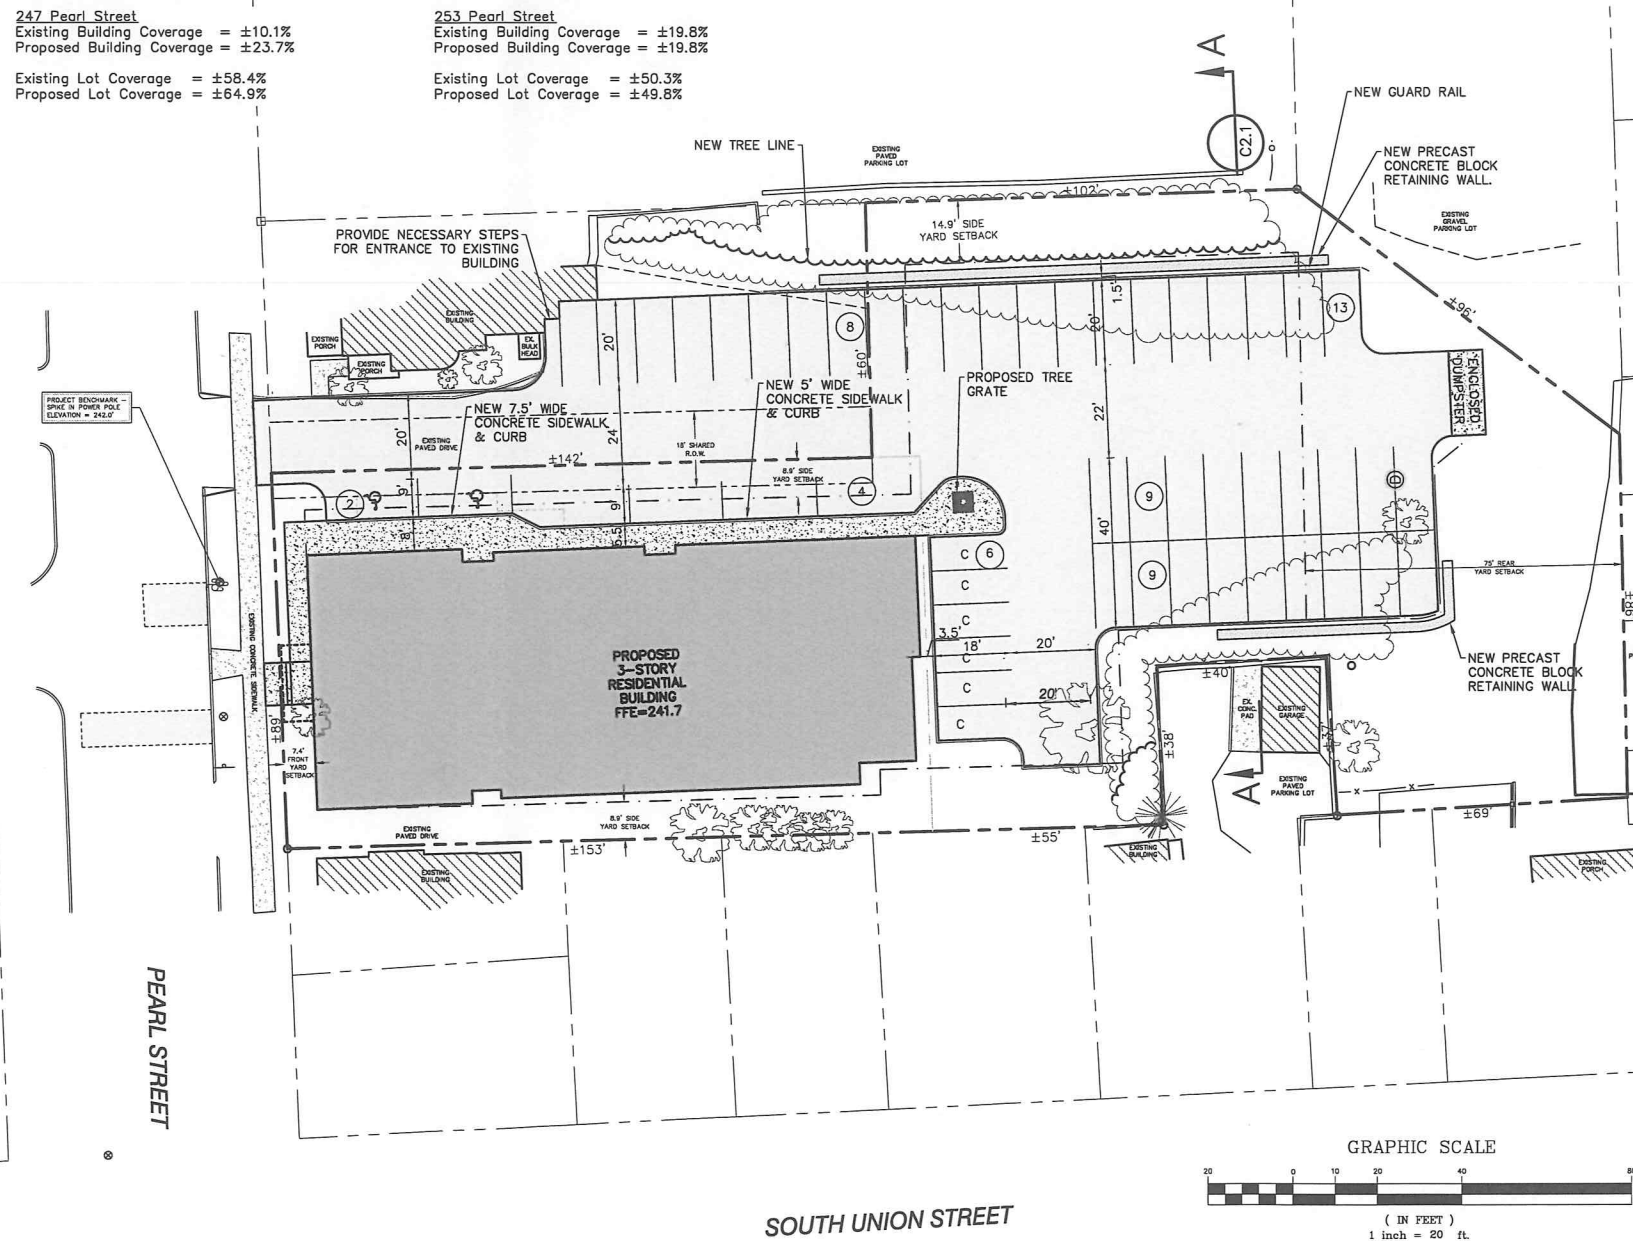 247 Pearl Street
Existing Building Coverage = ±10.1%
Proposed Building Coverage = ±23.7%
Existing Lot Coverage = ±58.4%
Proposed Lot Coverage = ±64.9%
253 Pearl Street
Existing Building Coverage = ±19.8%
Proposed Building Coverage = ±19.8%
Existing Lot Coverage = ±50.3%
Proposed Lot Coverage = ±49.8%
A
C2.1
NEW GUARD RAIL
NEW TREE LINE
EXISTING
PAVED
PARKING LOT
NEW PRECAST
CONCRETE BLOCK
RETAINING WALL.
±102'
14.9' SIDE
YARD SETBACK
EXISTING
GRAVEL
PARKING LOT
PROVIDE NECESSARY STEPS
FOR ENTRANCE TO EXISTING
BUILDING
1.5'
±96'
EXISTING
BUILDING
EXISTING
PORCH
EXISTING
PORCH
EX.
BULK
HEAD
20'
8
±60'
20'
13
ENCLOSED
DUMPSTER
PROJECT BENCHMARK -
SPIKE IN POWER POLE
ELEVATION = 242.0'
NEW 7.5' WIDE
CONCRETE SIDEWALK
& CURB
NEW 5' WIDE
CONCRETE SIDEWALK
& CURB
PROPOSED TREE
GRATE
20'
EXISTING
PAVED DRIVE
24'
18' SHARED
R.O.W.
22'
±142'
8.9' SIDE
YARD SETBACK
9'
2
9'
4
9
D
40'
8'
5.5'
C
6
C
C
C
C
C
9
75' REAR
YARD SETBACK
±86'
EXISTING CONCRETE SIDEWALK
3.5'
18'
20'
20'
PROPOSED
3-STORY
RESIDENTIAL
BUILDING
FFE=241.7
NEW PRECAST
CONCRETE BLOCK
RETAINING WALL
±40'
EX.
CONC.
PAD
EXISTING
GARAGE
±37'
±38'
±89'
7.4'
FRONT
YARD
SETBACK
A
EXISTING
PAVED
PARKING LOT
x
x
±69'
8.9' SIDE
YARD SETBACK
EXISTING
PAVED DRIVE
±153'
±55'
EXISTING
BUILDING
EXISTING
BUILDING
EXISTING
PORCH
PEARL STREET
SOUTH UNION STREET
GRAPHIC SCALE
20 0 10 20 40 80
( IN FEET )
1 inch = 20 ft.